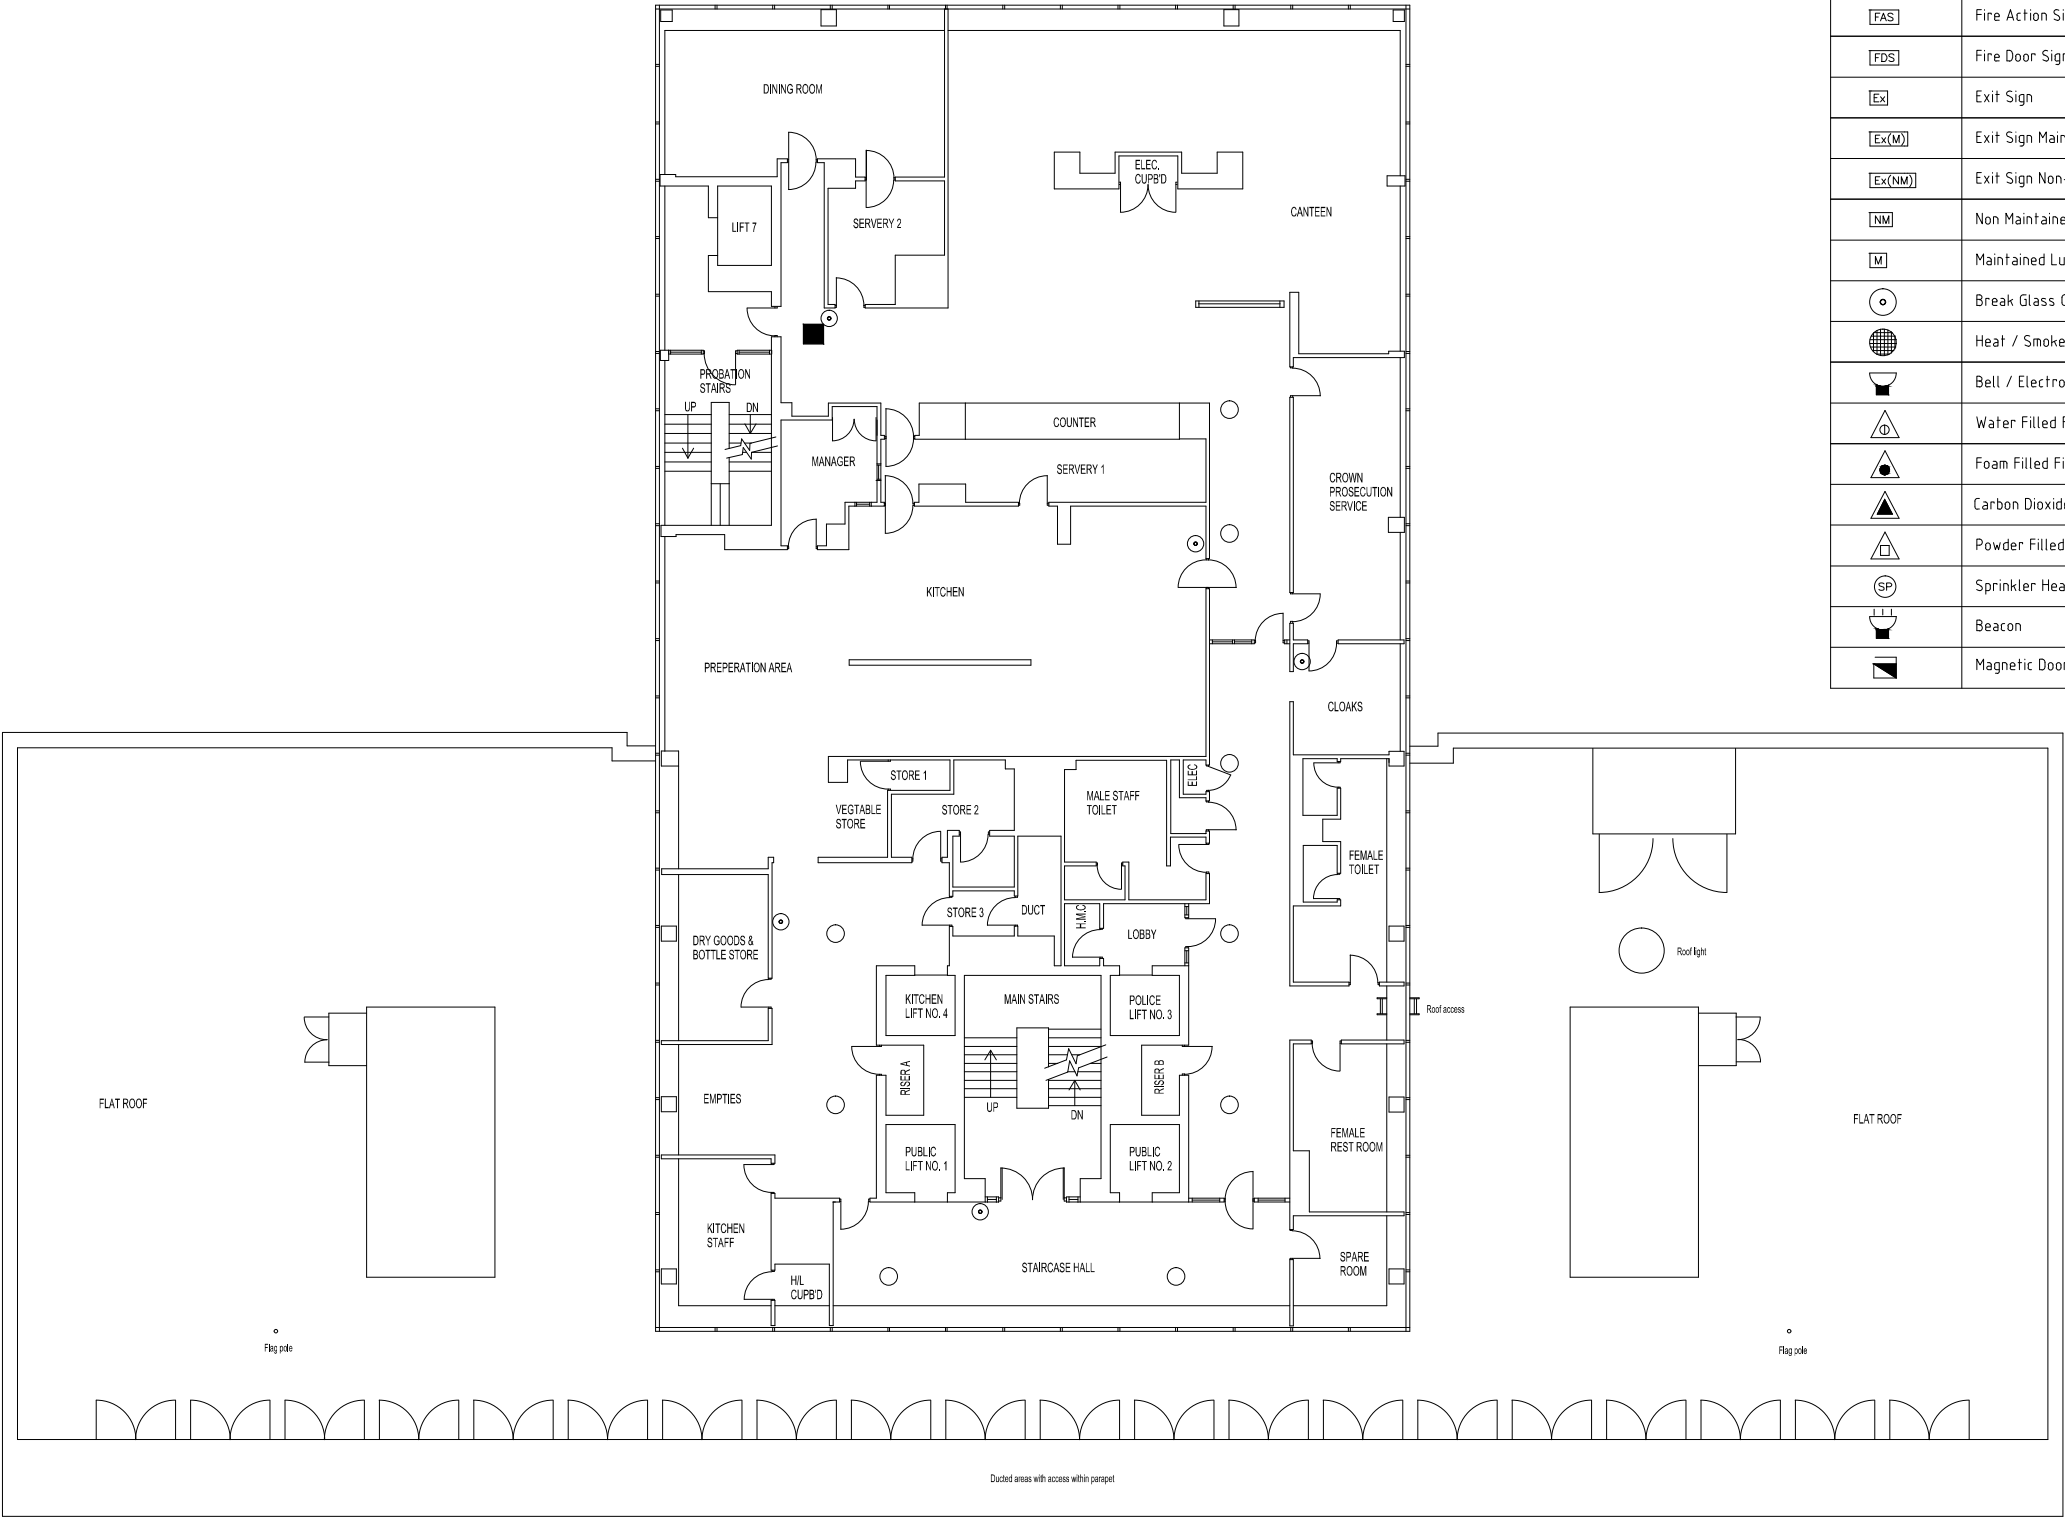 FAS
Fire Action Si
FDS
Fire Door Sign
Ex
Exit Sign
Ex(M)
Exit Sign Main
Ex(NM)
Exit Sign Non-
NM
Non Maintaine
M
Maintained Lu
Break Glass C
Heat / Smoke
Bell / Electro
Water Filled F
Foam Filled Fi
Carbon Dioxide
Powder Filled
SP
Sprinkler Hea
Beacon
Magnetic Door
DINING ROOM
ELEC.
CUPB'D
CANTEEN
LIFT 7
SERVERY 2
PROBATION
STAIRS
UP
DN
COUNTER
MANAGER
SERVERY 1
CROWN
PROSECUTION
SERVICE
KITCHEN
PREPERATION AREA
CLOAKS
STORE 1
ELEC
VEGTABLE
STORE
STORE 2
MALE STAFF
TOILET
FEMALE
TOILET
STORE 3
DUCT
H.M.C
LOBBY
DRY GOODS &
BOTTLE STORE
Roof light
KITCHEN
LIFT NO. 4
MAIN STAIRS
POLICE
LIFT NO. 3
Roof access
RISER A
RISER B
EMPTIES
UP
DN
FLAT ROOF
FLAT ROOF
PUBLIC
LIFT NO. 1
PUBLIC
LIFT NO. 2
FEMALE
REST ROOM
KITCHEN
STAFF
STAIRCASE HALL
SPARE
ROOM
H/L
CUPB'D
Flag pole
Flag pole
Ducted areas with access within parapet